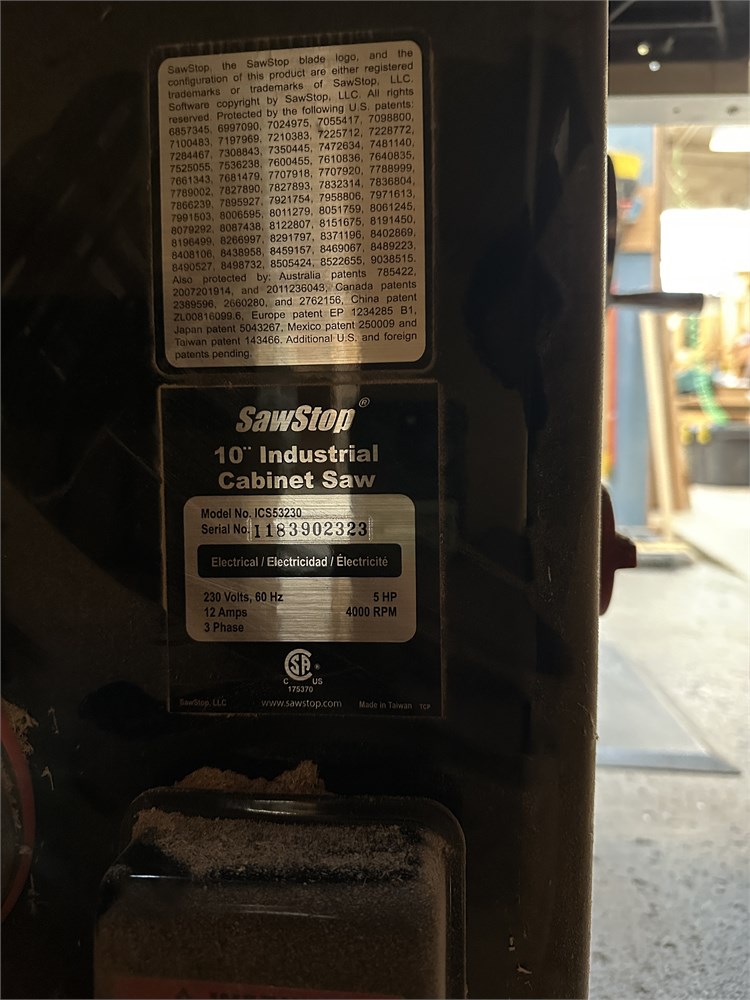 SawStop, the SawStop blade logo, and the
configuration of this product are either registered
trademarks or trademarks of SawStop, LLC.
Software copyright by SawStop, LLC. All rights
reserved. Protected by the following U.S. patents:
6857345, 6997090, 7024975, 7055417, 7098800,
7100483, 7197969, 7210383, 7225712, 7228772,
7284467, 7308843, 7350445, 7472634, 7481140,
7525055, 7536238, 7600455, 7610836, 7640835,
7661343, 7681479, 7707918, 7707920, 7788999,
7789002, 7827890, 7827893, 7832314, 7836804,
7866239, 7895927, 7921754, 7958806, 7971613,
7991503, 8006595, 8011279, 8051759, 8061245,
8079292, 8087438, 8122807, 8151675, 8191450,
8196499, 8266997, 8291797, 8371196, 8402869,
8408106, 8438958, 8459157, 8469067, 8489223,
8490527, 8498732, 8505424, 8522655, 9038515.
Also protected by: Australia patents 785422,
2007201914, and 2011236043, Canada patents
2389596, 2660280, and 2762156, China patent
ZL00816099.6, Europe patent EP 1234285 B1,
Japan patent 5043267, Mexico patent 250009 and
Taiwan patent 143466. Additional U.S. and foreign
patents pending.
SawStop®
10" Industrial
Cabinet Saw
Model No. ICS53230
Serial No. I183902323
Electrical / Electricidad / Électricité
230 Volts, 60 Hz 5 HP
12 Amps 4000 RPM
3 Phase
CSA ®
C US
175370
SawStop, LLC www.sawstop.com Made in Taiwan TCP